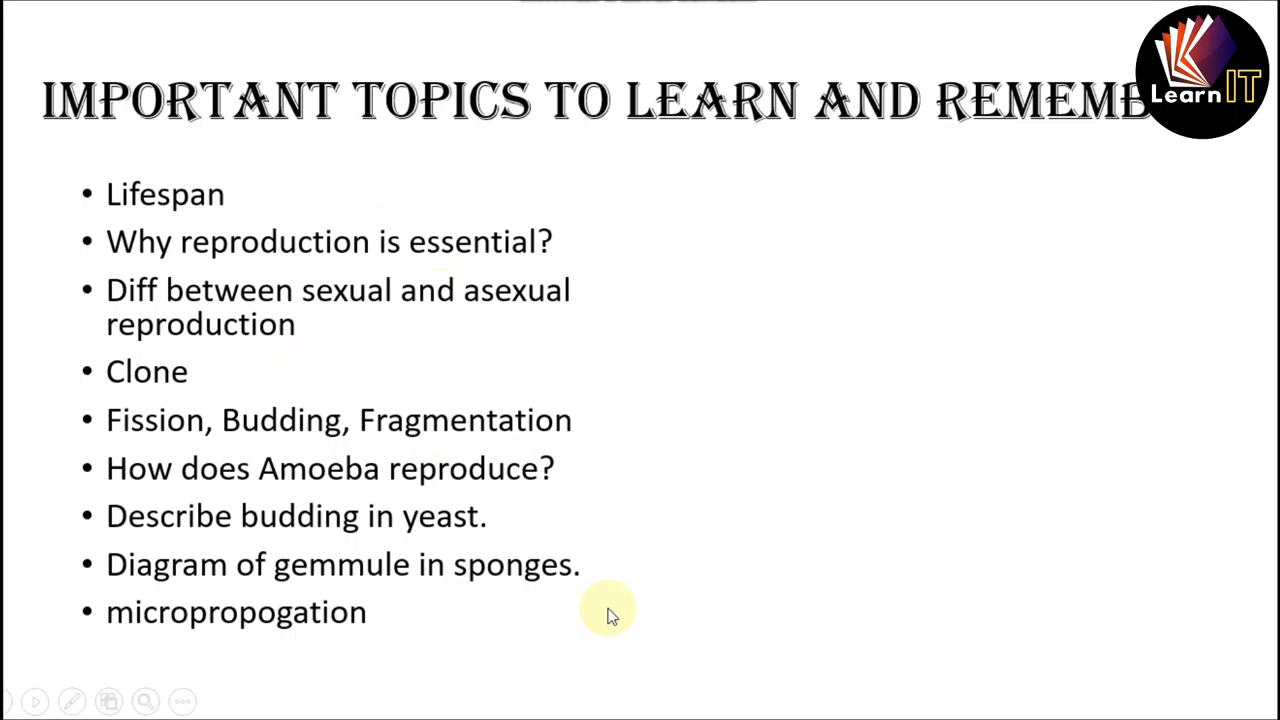 IMPORTANT TOPICS TO LEARN AND REMEMB
Learn IT
• Lifespan
• Why reproduction is essential?
• Diff between sexual and asexual
reproduction
• Clone
• Fission, Budding, Fragmentation
• How does Amoeba reproduce?
• Describe budding in yeast.
• Diagram of gemmule in sponges.
• micropropogation